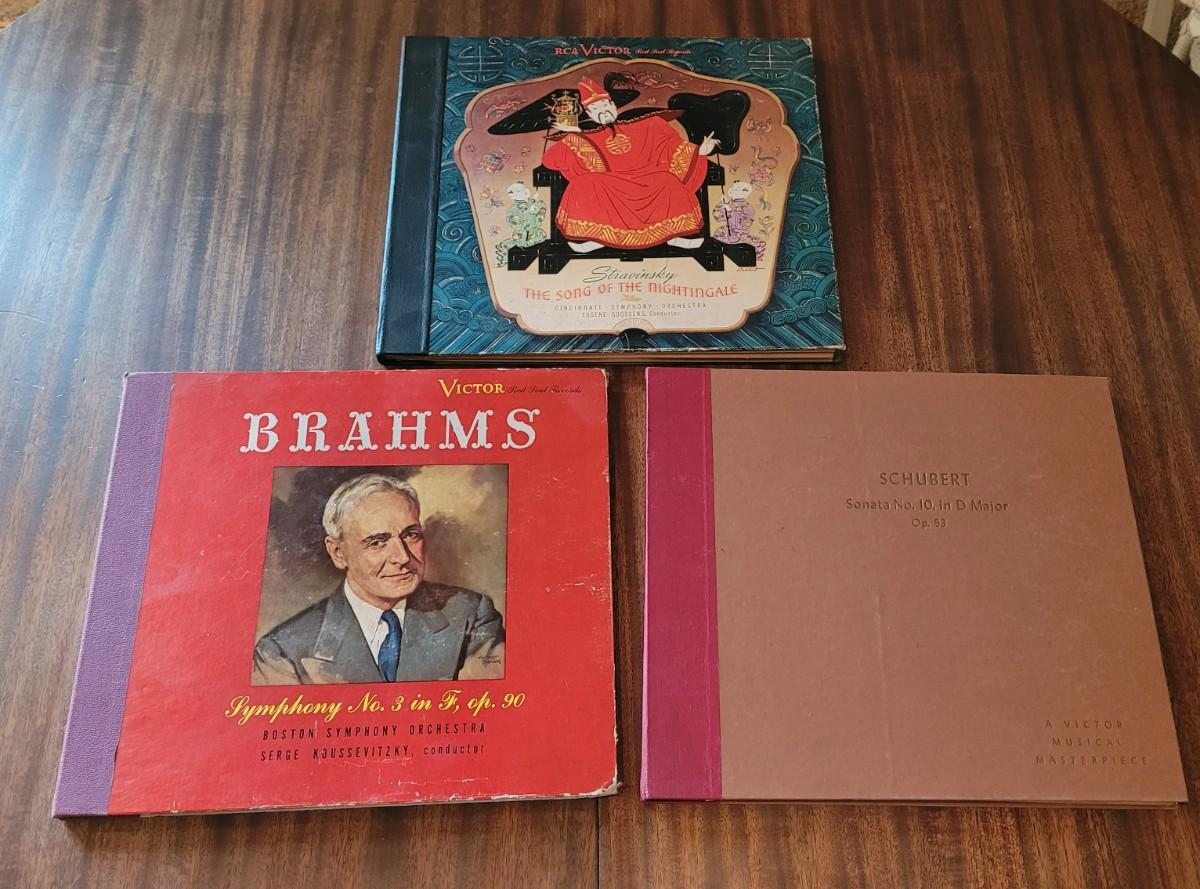 RCA VICTOR Red Seal Records
Stravinsky
THE SONG OF THE NIGHTINGALE
CINCINNATI · SYMPHONY · ORCHESTRA
EUGENE GOOSSENS, Conductor
VICTOR Red Seal Records
BRAHMS
Symphony No. 3 in F, op. 90
BOSTON SYMPHONY ORCHESTRA
SERGE KOUSSEVITZKY, conductor
SCHUBERT
Sonata No. 10, in D Major
Op. 53
A VICTOR
MUSICAL
MASTERPIECE